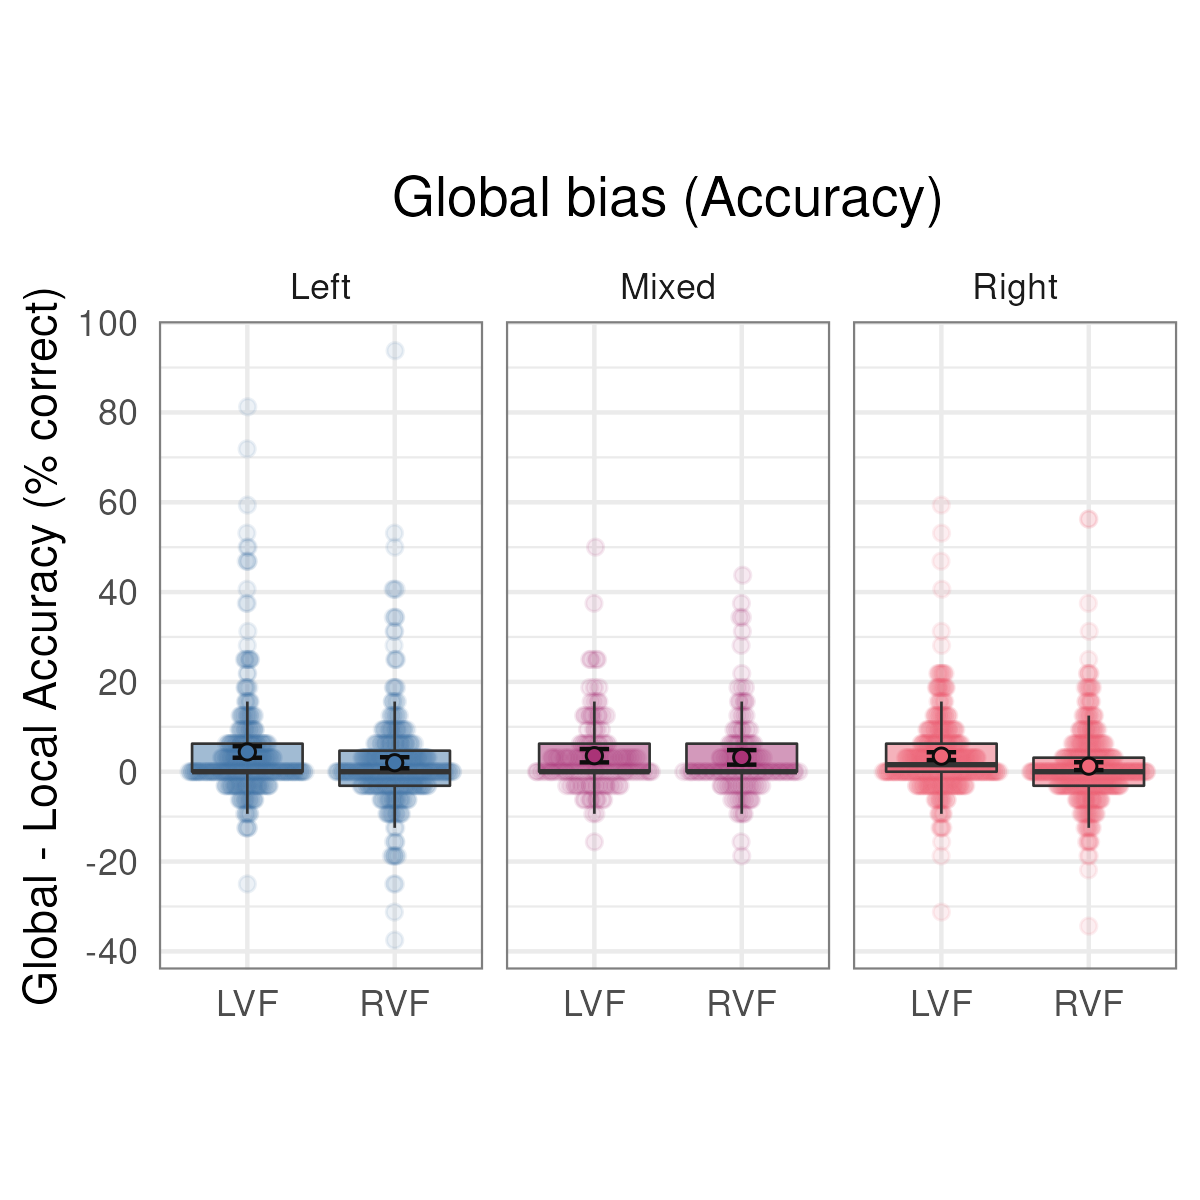 Global bias (Accuracy)
Left
Mixed
Right
Global - Local Accuracy (% correct)
100
80
60
40
20
0
-20
-40
LVF
RVF
LVF
RVF
LVF
RVF